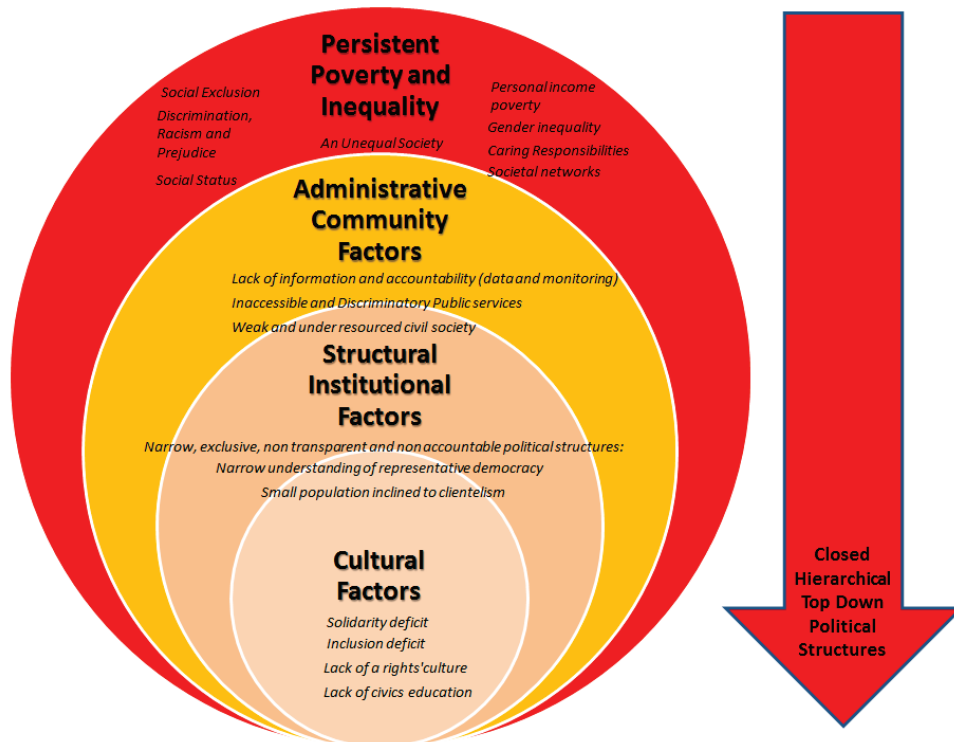 Persistent
Poverty and
Inequality
An Unequal Society
Social Exclusion
Discrimination,
Racism and
Prejudice
Social Status
Personal income
poverty
Gender inequality
Caring Responsibilities
Societal networks
Administrative
Community
Factors
Lack of information and accountability (data and monitoring)
Inaccessible and Discriminatory Public services
Weak and under resourced civil society
Structural
Institutional
Factors
Narrow, exclusive, non transparent and non accountable political structures:
Narrow understanding of representative democracy
Small population inclined to clientelism
Cultural
Factors
Solidarity deficit
Inclusion deficit
Lack of a rights'culture
Lack of civics education
Closed
Hierarchical
Top Down
Political
Structures